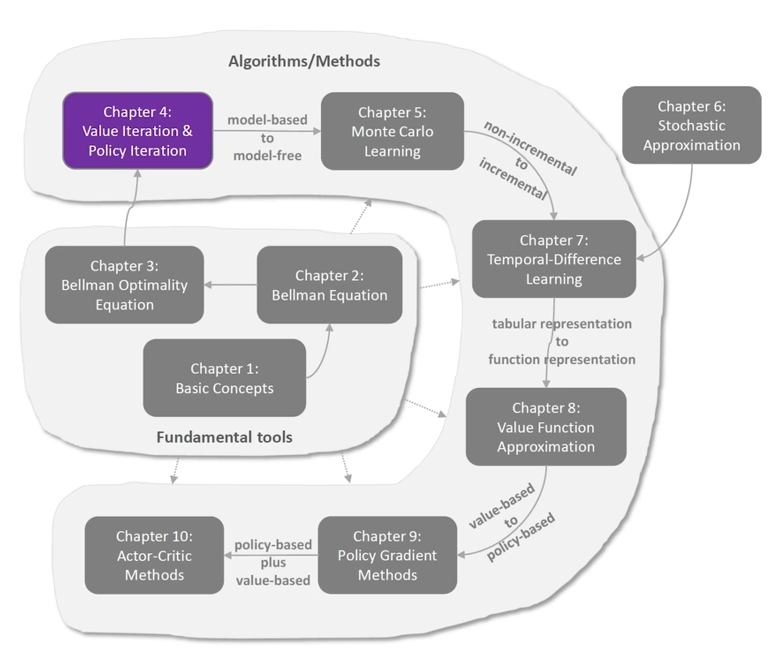 Algorithms/Methods
Chapter 4:
Value Iteration &
Policy Iteration
model-based
to
model-free
Chapter 5:
Monte Carlo
Learning
non-incremental
to
incremental
Chapter 6:
Stochastic
Approximation
Chapter 7:
Temporal-Difference
Learning
Chapter 3:
Bellman Optimality
Equation
Chapter 2:
Bellman Equation
Chapter 1:
Basic Concepts
Fundamental tools
tabular representation
to
function representation
Chapter 8:
Value Function
Approximation
value-based
to
policy-based
Chapter 9:
Policy Gradient
Methods
policy-based
plus
value-based
Chapter 10:
Actor-Critic
Methods